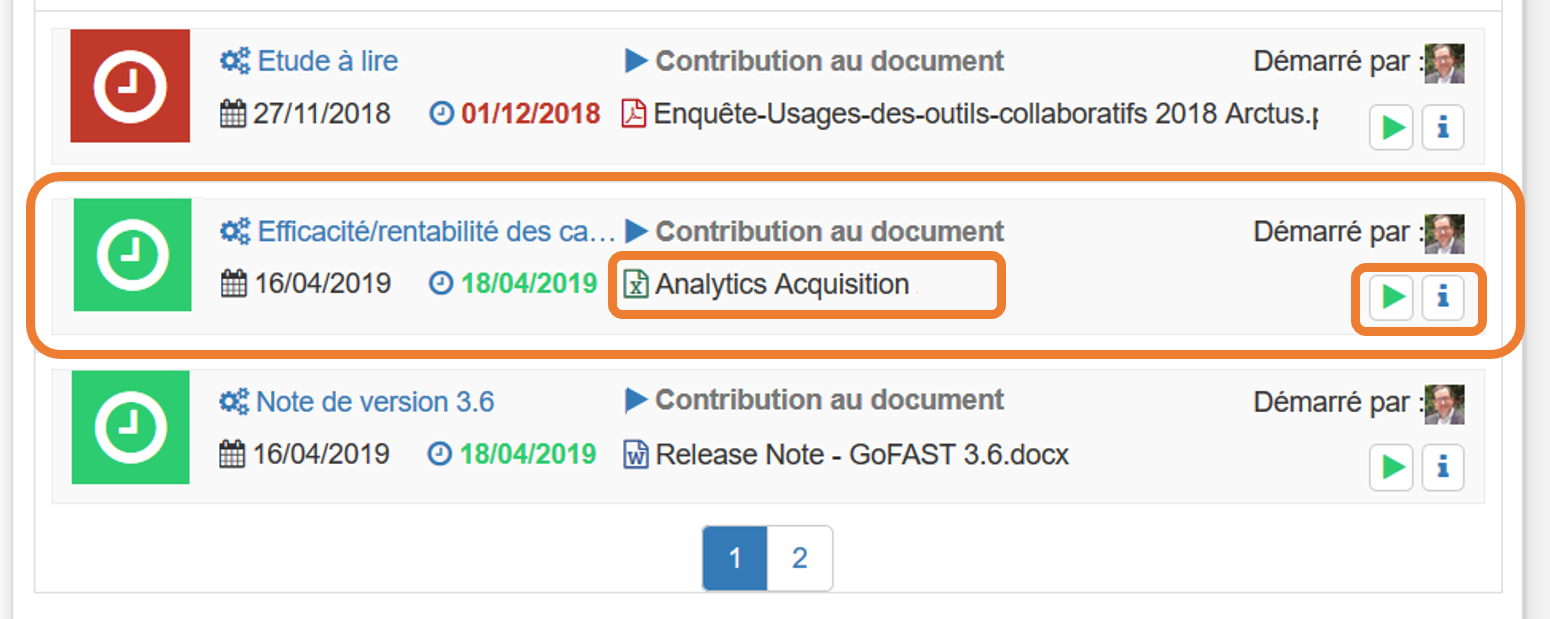 Etude à lire Contribution au document Démarré par :
27/11/2018 01/12/2018 Enquête-Usages-des-outils-collaboratifs 2018 Arctus.p
Efficacité/rentabilité des ca... Contribution au document Démarré par :
16/04/2019 18/04/2019 Analytics Acquisition
Note de version 3.6 Contribution au document Démarré par :
16/04/2019 18/04/2019 Release Note - GoFAST 3.6.docx
1 2